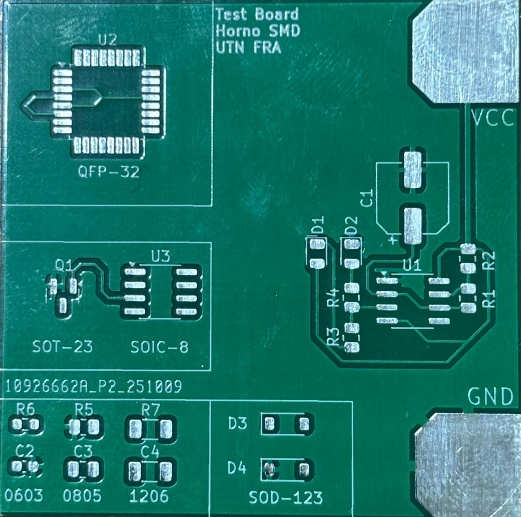 Test Board
Horno SMD
UTN FRA
U2
QFP-32
VCC
C1
+
D1
D2
U1
R2
R1
R4
R3
U3
Q1
SOT-23
SOIC-8
10926662A_P2_251009
GND
R6
R5
R7
C2
C3
C4
0603
0805
1206
D3
D4
SOD-123